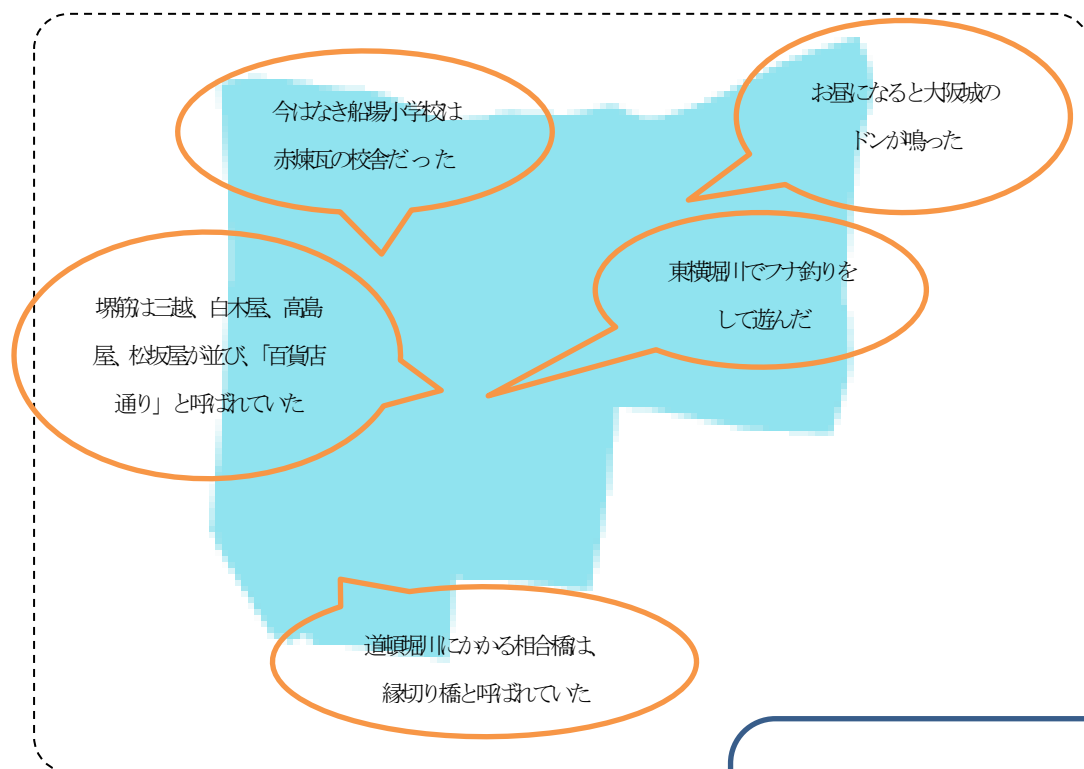 今はなき船場小学校は
赤煉瓦の校舎だった
お昼になると大阪城の
ドンが鳴った
東横堀川でフナ釣りを
して遊んだ
堺筋は三越、白木屋、高島
屋、松坂屋が並び、「百貨店
通り」と呼ばれていた
道頓堀川にかかる相合橋は、
縁切り橋と呼ばれていた